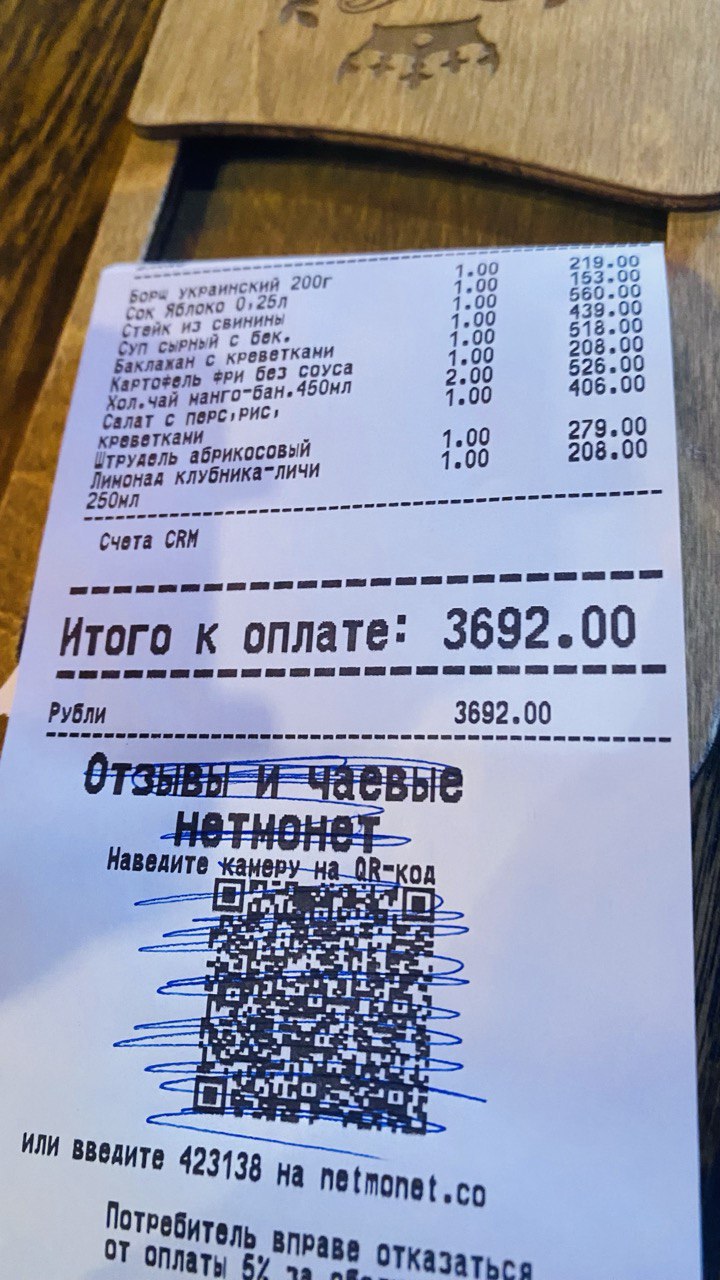 Борщ украинский 200г 1.00 219.00
Сок Яблоко 0,25л 1.00 153.00
Стейк из свинины 1.00 560.00
Суп сырный с бек. 1.00 439.00
Баклажан с креветками 1.00 518.00
Картофель фри без соуса 1.00 208.00
Хол.чай манго-бан.450мл 2.00 526.00
Салат с перс,рис, 1.00 406.00
креветками
Штрудель абрикосовый 1.00 279.00
Лимонад клубника-личи 1.00 208.00
250мл
Счета CRM
Итого к оплате: 3692.00
Рубли 3692.00
Отзывы и чаевые
нетмонет
Наведите камеру на QR-код
или введите 423138 на netmonet.co
Потребитель вправе отказаться
от оплаты 5% за